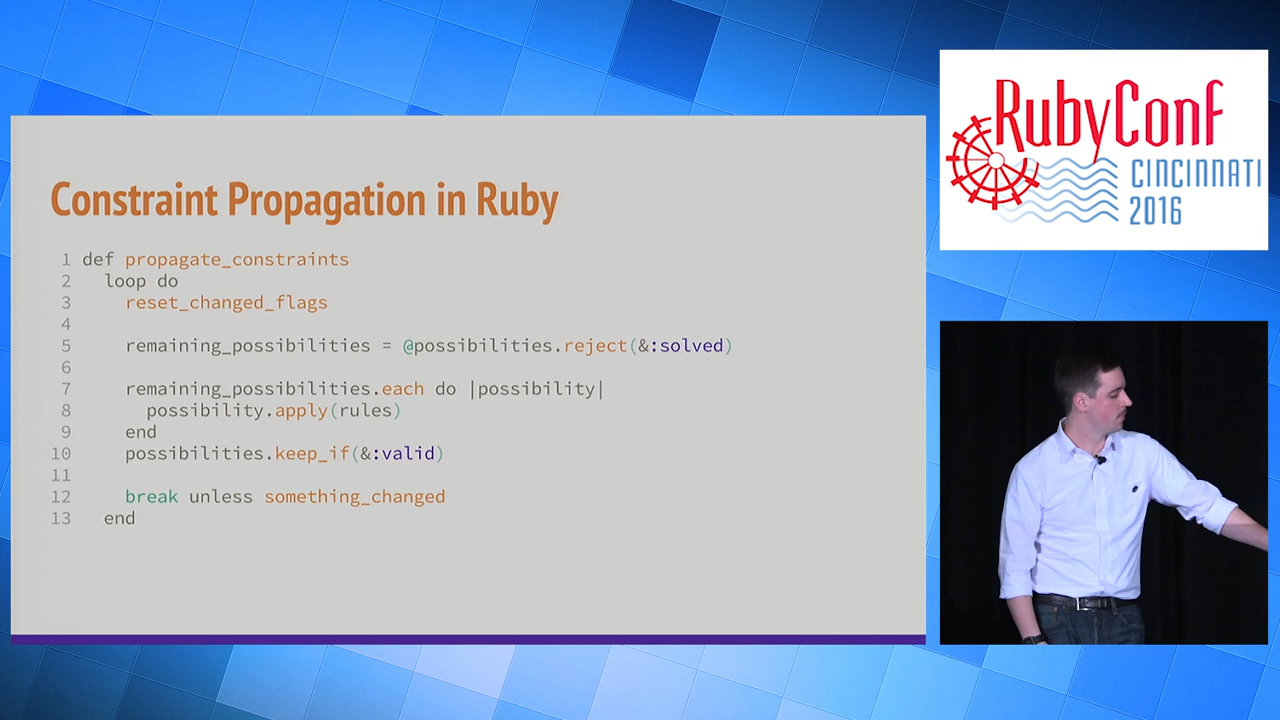 Constraint Propagation in Ruby
1 def propagate_constraints
2   loop do
3     reset_changed_flags
4
5     remaining_possibilities = @possibilities.reject(&:solved)
6
7     remaining_possibilities.each do |possibility|
8       possibility.apply(rules)
9     end
10    possibilities.keep_if(&:valid)
11
12    break unless something_changed
13  end
RubyConf
CINCINNATI
2016